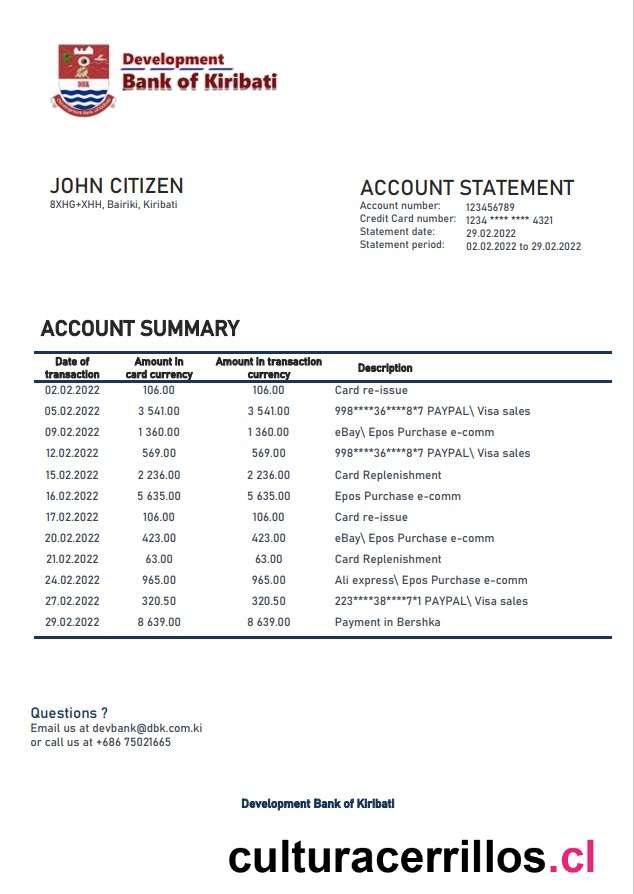 Development
Bank of Kiribati
JOHN CITIZEN
8XHG+XHH, Bairiki, Kiribati
ACCOUNT STATEMENT
Account number: 123456789
Credit Card number: 1234 **** **** 4321
Statement date: 29.02.2022
Statement period: 02.02.2022 to 29.02.2022
ACCOUNT SUMMARY
Date of transaction Amount in card currency Amount in transaction currency Description
02.02.2022 106.00 106.00 Card re-issue
05.02.2022 3 541.00 3 541.00 998****36****8*7 PAYPAL\ Visa sales
09.02.2022 1 360.00 1 360.00 eBay\ Epos Purchase e-comm
12.02.2022 569.00 569.00 998****36****8*7 PAYPAL\ Visa sales
15.02.2022 2 236.00 2 236.00 Card Replenishment
16.02.2022 5 635.00 5 635.00 Epos Purchase e-comm
17.02.2022 106.00 106.00 Card re-issue
20.02.2022 423.00 423.00 eBay\ Epos Purchase e-comm
21.02.2022 63.00 63.00 Card Replenishment
24.02.2022 965.00 965.00 Ali express\ Epos Purchase e-comm
27.02.2022 320.50 320.50 223****38****7*1 PAYPAL\ Visa sales
29.02.2022 8 639.00 8 639.00 Payment in Bershka
Questions ?
Email us at devbank@dbk.com.ki
or call us at +686 75021665
Development Bank of Kiribati
culturacerrillos.cl